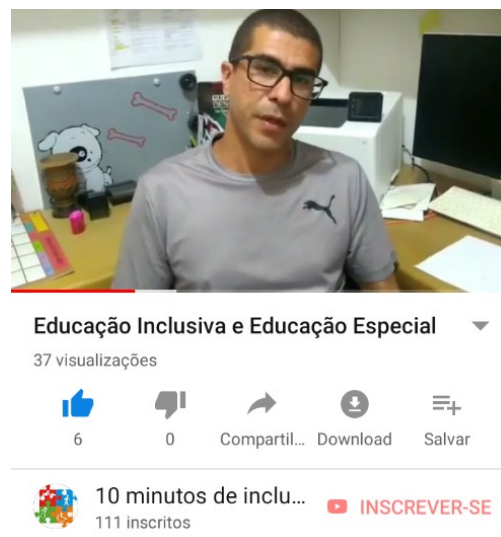 Educação Inclusiva e Educação Especial
37 visualizações
6
0
Compartil...
Download
Salvar
10 minutos de inclu...
INSCREVER-SE
111 inscritos